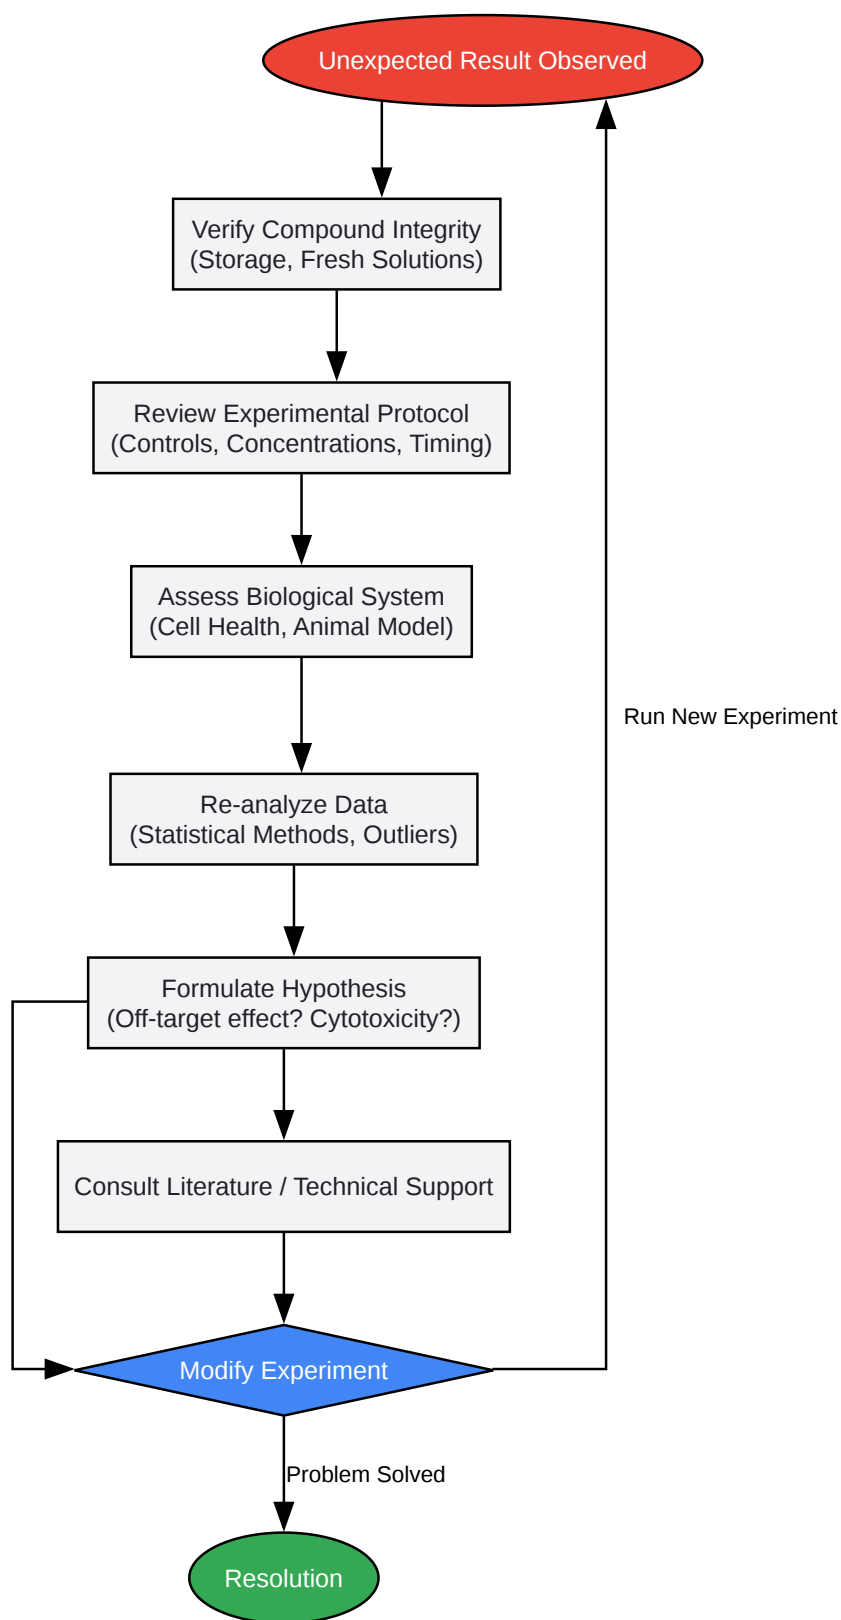 Unexpected Result Observed
Verify Compound Integrity
(Storage, Fresh Solutions)
Review Experimental Protocol
(Controls, Concentrations, Timing)
Assess Biological System
(Cell Health, Animal Model)
Run New Experiment
Re-analyze Data
(Statistical Methods, Outliers)
Formulate Hypothesis
(Off-target effect? Cytotoxicity?)
Consult Literature / Technical Support
Modify Experiment
Problem Solved
Resolution